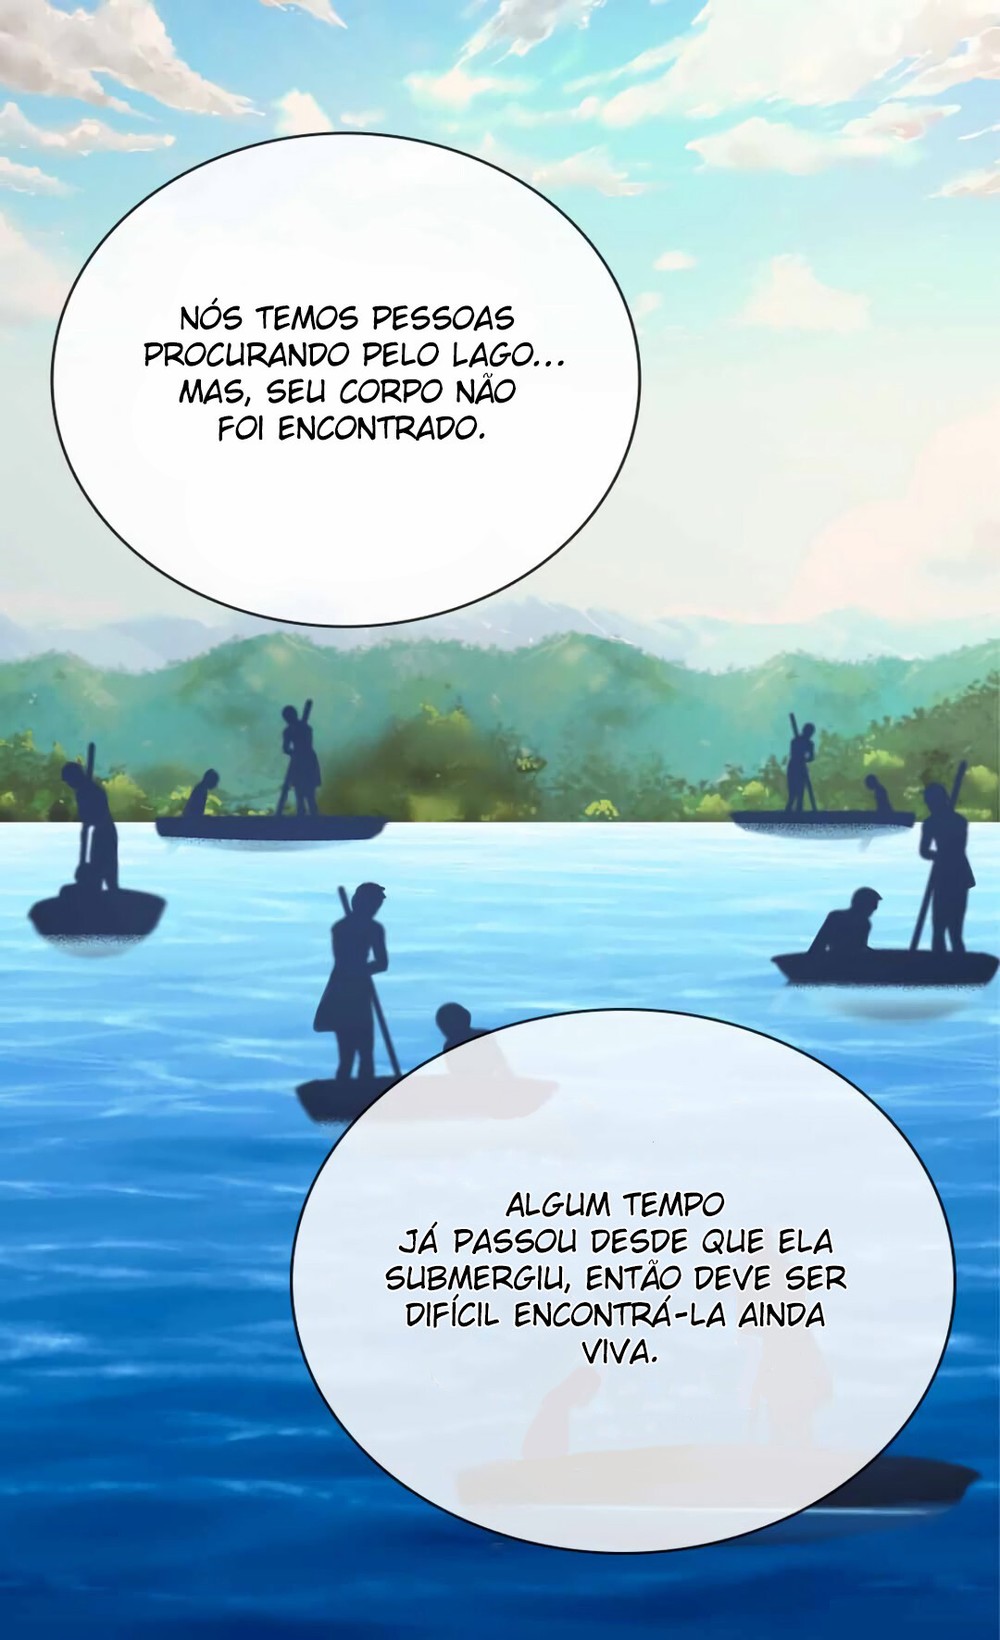 NÓS TEMOS PESSOAS
PROCURANDO PELO LAGO...
MAS, SEU CORPO NÃO
FOI ENCONTRADO.
ALGUM TEMPO
JÁ PASSOU DESDE QUE ELA
SUBMERGIU, ENTÃO DEVE SER
DIFÍCIL ENCONTRÁ-LA AINDA
VIVA.